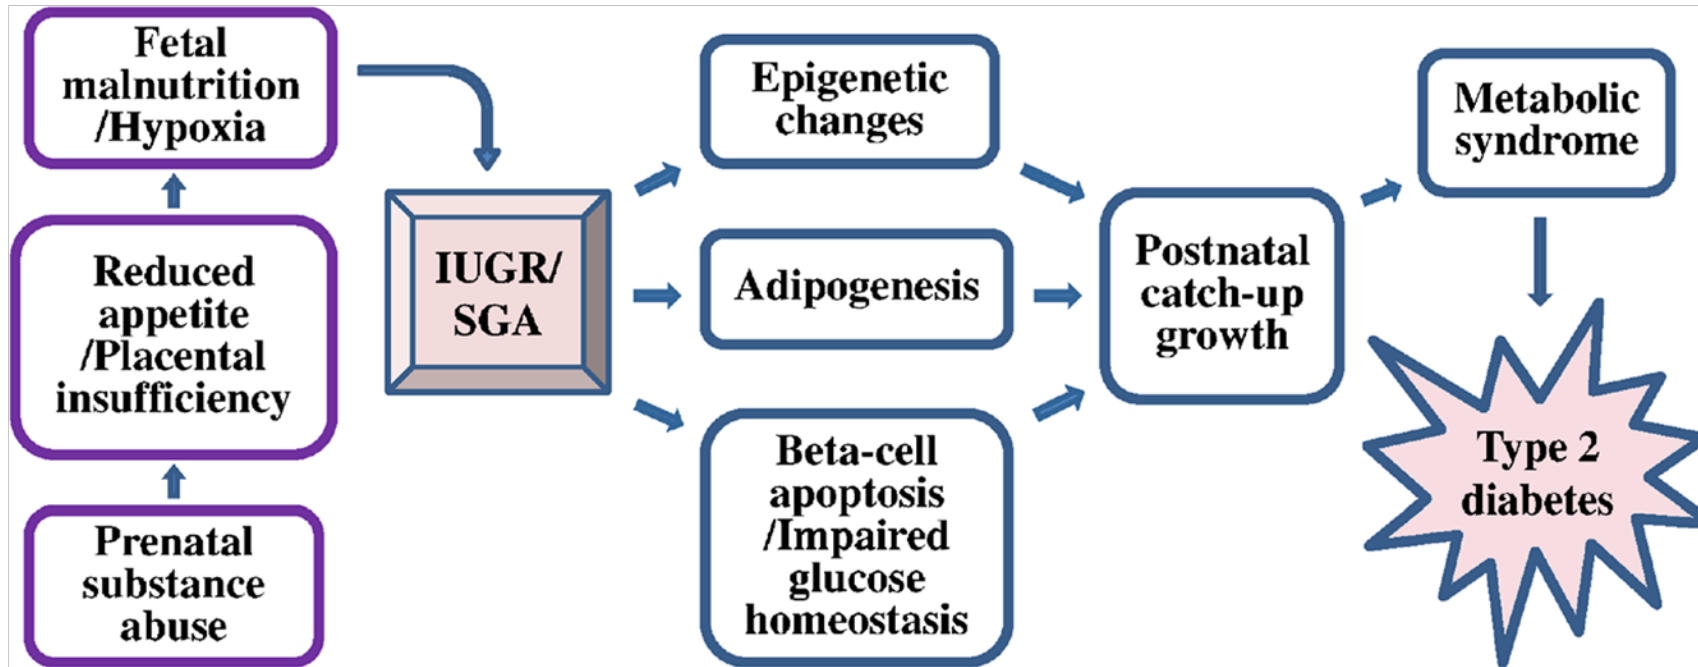 Fetal
malnutrition
/Hypoxia
Reduced
appetite
/Placental
insufficiency
Prenatal
substance
abuse
IUGR/
SGA
Epigenetic
changes
Adipogenesis
Beta-cell
apoptosis
/Impaired
glucose
homeostasis
Postnatal
catch-up
growth
Metabolic
syndrome
Type 2
diabetes